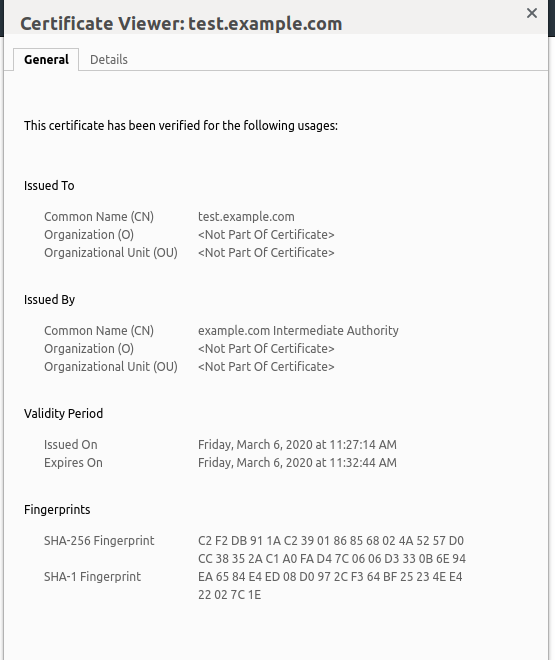 Certificate Viewer: test.example.com
×
General Details
This certificate has been verified for the following usages:
Issued To
Common Name (CN) test.example.com
Organization (O) <Not Part Of Certificate>
Organizational Unit (OU) <Not Part Of Certificate>
Issued By
Common Name (CN) example.com Intermediate Authority
Organization (O) <Not Part Of Certificate>
Organizational Unit (OU) <Not Part Of Certificate>
Validity Period
Issued On Friday, March 6, 2020 at 11:27:14 AM
Expires On Friday, March 6, 2020 at 11:32:44 AM
Fingerprints
SHA-256 Fingerprint C2 F2 DB 91 1A C2 39 01 86 85 68 02 4A 52 57 D0
CC 38 35 2A C1 A0 FA D4 7C 06 06 D3 33 0B 6E 94
SHA-1 Fingerprint EA 65 84 E4 ED 08 D0 97 2C F3 64 BF 25 23 4E E4
22 02 7C 1E